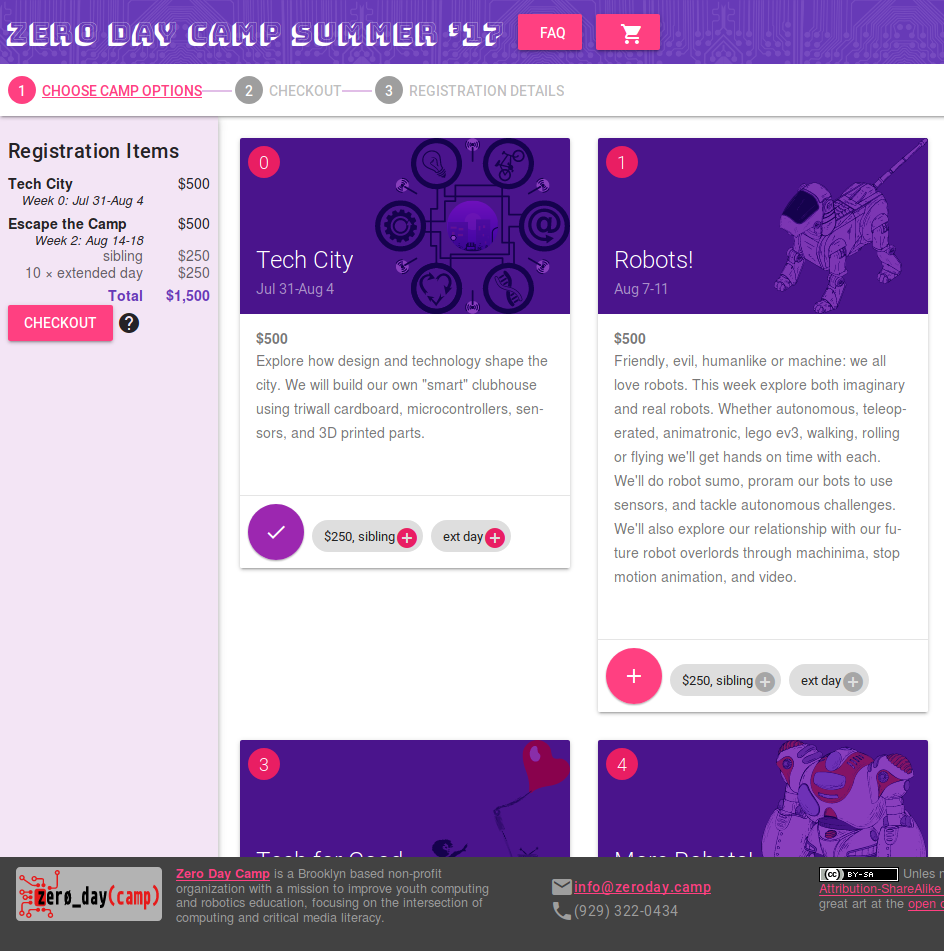 ZERO DAY CAMP SUMMER '17
FAQ
1 CHOOSE CAMP OPTIONS 2 CHECKOUT 3 REGISTRATION DETAILS
Registration Items
Tech City $500
Week 0: Jul 31-Aug 4
Escape the Camp $500
Week 2: Aug 14-18
sibling $250
10 × extended day $250
Total $1,500
CHECKOUT ?
0
Tech City
Jul 31-Aug 4
$500
Explore how design and technology shape the
city. We will build our own "smart" clubhouse
using triwall cardboard, microcontrollers, sen-
sors, and 3D printed parts.
$250, sibling + ext day +
1
Robots!
Aug 7-11
$500
Friendly, evil, humanlike or machine: we all
love robots. This week explore both imaginary
and real robots. Whether autonomous, teleop-
erated, animatronic, lego ev3, walking, rolling
or flying we'll get hands on time with each.
We'll do robot sumo, proram our bots to use
sensors, and tackle autonomous challenges.
We'll also explore our relationship with our fu-
ture robot overlords through machinima, stop
motion animation, and video.
+ $250, sibling + ext day +
3
Tech for Good
4
More Robots!
zerø_day(camp)
Zero Day Camp is a Brooklyn based non-profit
organization with a mission to improve youth computing
and robotics education, focusing on the intersection of
computing and critical media literacy.
info@zeroday.camp
(929) 322-0434
(cc) BY-SA Unles n
Attribution-ShareAlike
great art at the open c